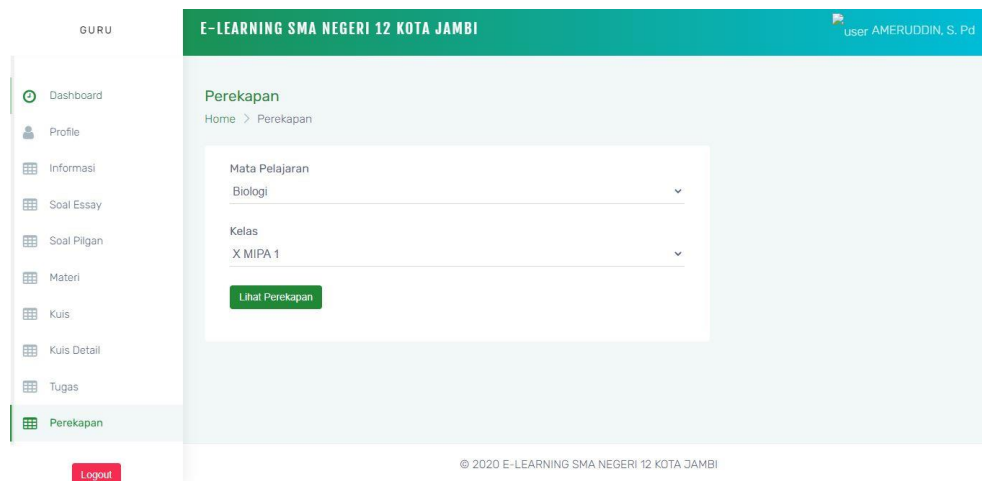 GURU
E-LEARNING SMA NEGERI 12 KOTA JAMBI
user AMERUDDIN, S. Pd
Dashboard
Profile
Informasi
Soal Essay
Soal Pilgan
Materi
Kuis
Kuis Detail
Tugas
Perekapan
Logout
Perekapan
Home > Perekapan
Mata Pelajaran
Biologi
Kelas
X MIPA 1
Lihat Perekapan
© 2020 E-LEARNING SMA NEGERI 12 KOTA JAMBI